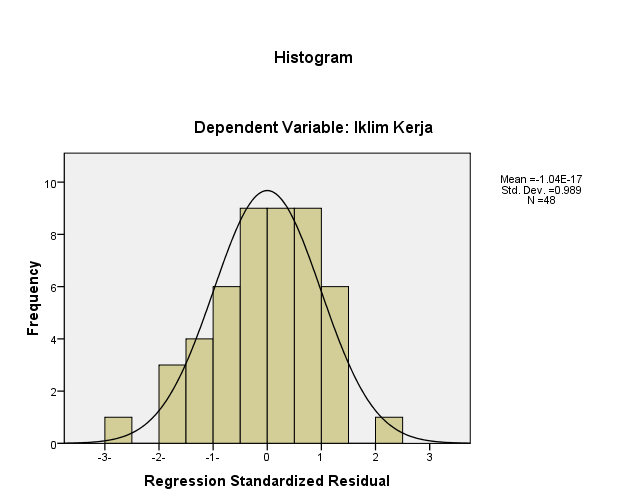 Histogram
Dependent Variable: Iklim Kerja
Mean =-1.04E-17
Std. Dev. =0.989
N =48
10
8
6
4
2
0
Frequency
-3- -2- -1- 0 1 2 3
Regression Standardized Residual